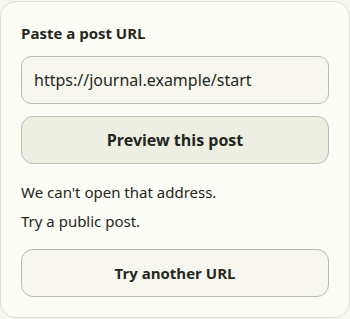 Paste a post URL
https://journal.example/start
Preview this post
We can't open that address.
Try a public post.
Try another URL